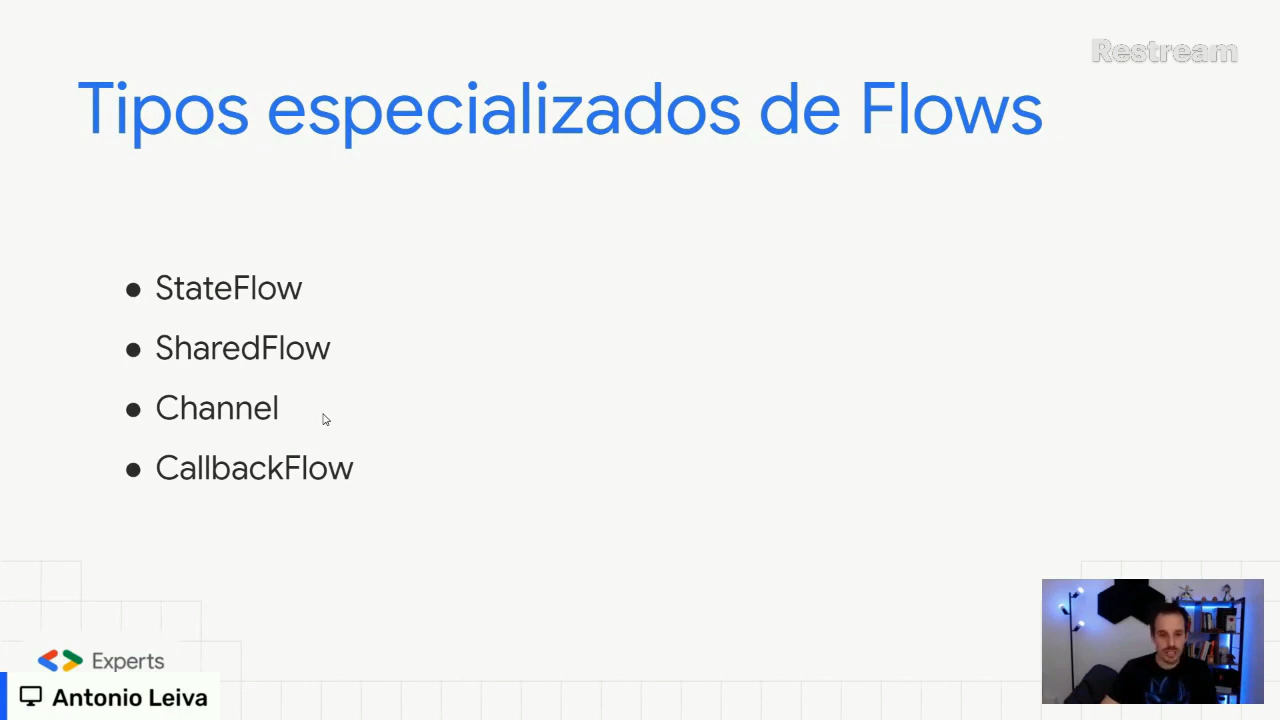 Restream
Tipos especializados de Flows
● StateFlow
● SharedFlow
● Channel
● CallbackFlow
Experts
Antonio Leiva